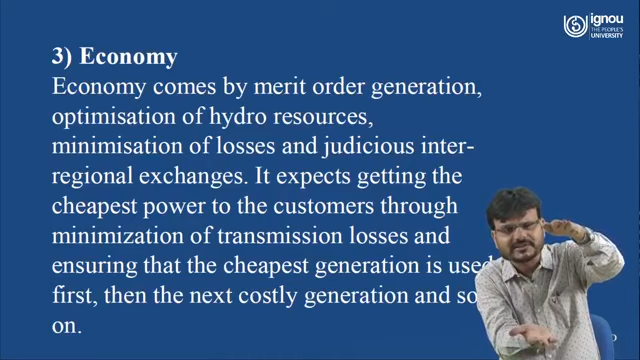 ignou
THE PEOPLE'S
UNIVERSITY
3) Economy
Economy comes by merit order generation,
optimisation of hydro resources,
minimisation of losses and judicious inter-
regional exchanges. It expects getting the
cheapest power to the customers through
minimization of transmission losses and
ensuring that the cheapest generation is used
first, then the next costly generation and so
on.